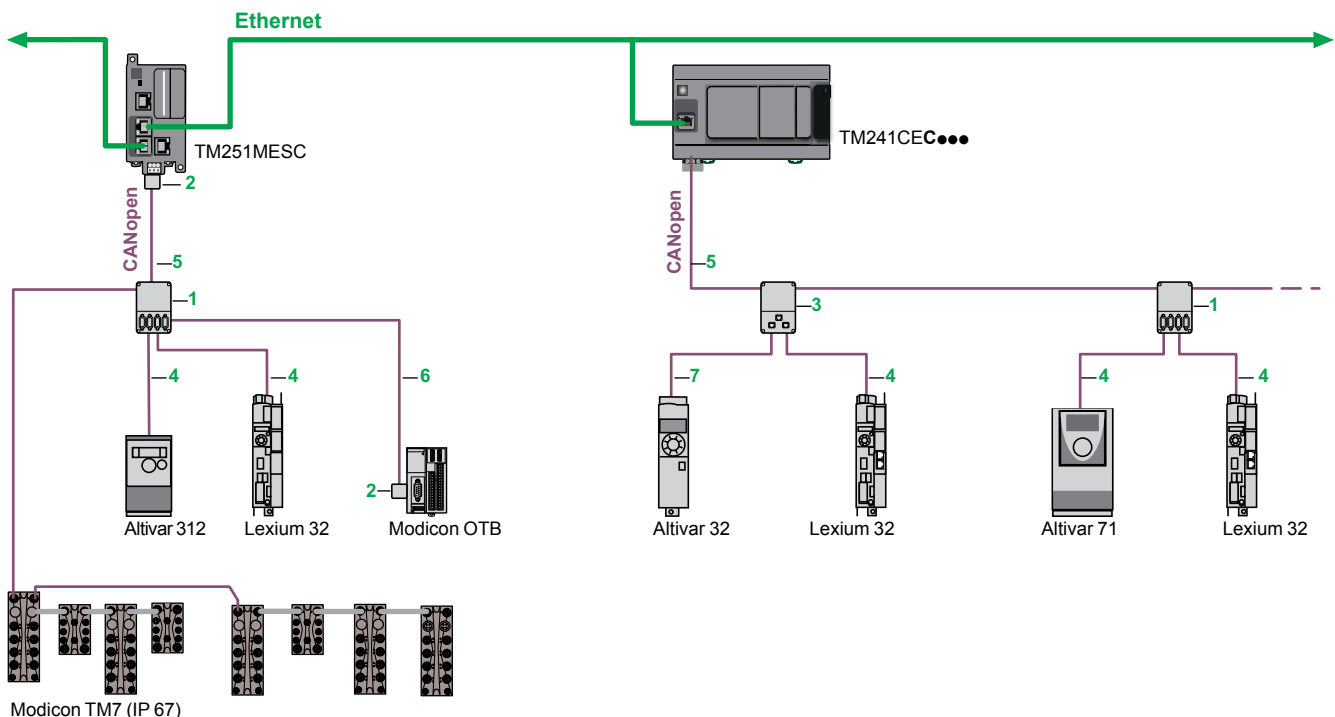 Ethernet
TM251MESC
TM241CEC●●●
2
CANopen
CANopen
5
5
1
3
1
4
4
6
7
4
4
4
2
Altivar 312
Lexium 32
Modicon OTB
Altivar 32
Lexium 32
Altivar 71
Lexium 32
Modicon TM7 (IP 67)